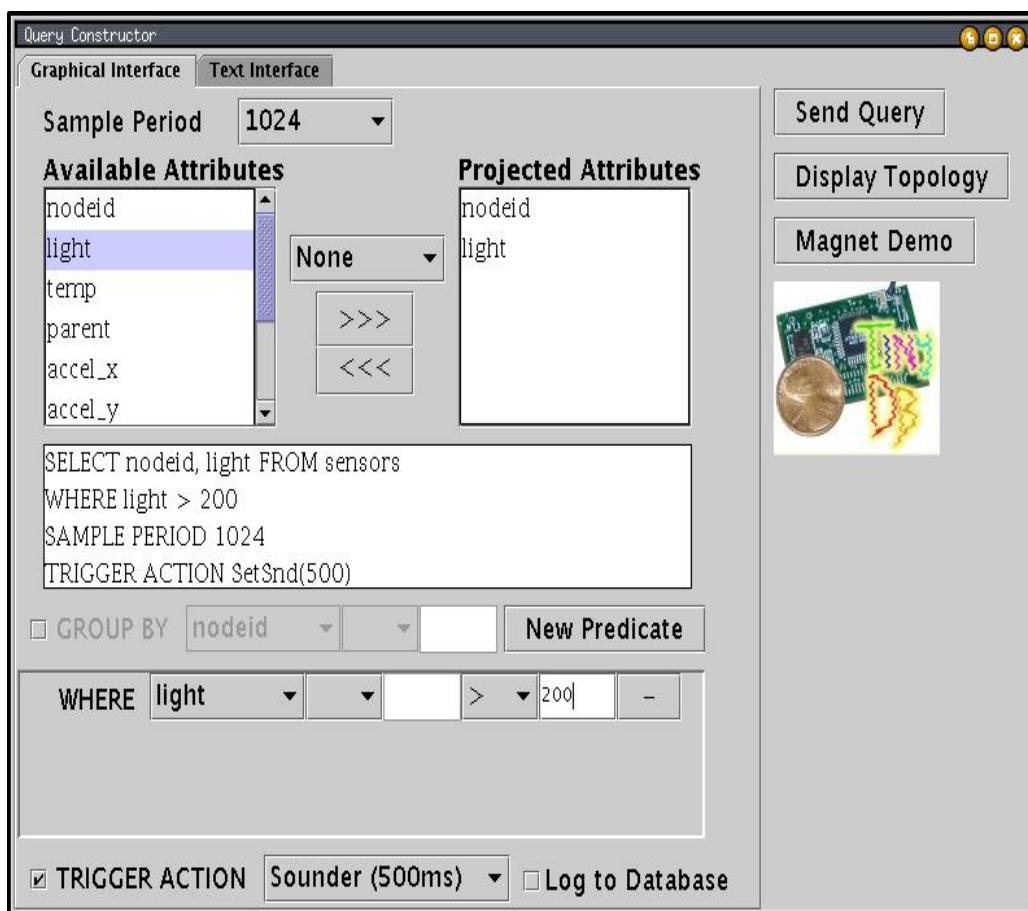 Query Constructor
Graphical Interface Text Interface
Sample Period 1024
Available Attributes
nodeid
light
temp
parent
accel_x
accel_y
None
>>>
<<<
Projected Attributes
nodeid
light
Send Query
Display Topology
Magnet Demo
Tiny
DB
SELECT nodeid, light FROM sensors
WHERE light > 200
SAMPLE PERIOD 1024
TRIGGER ACTION SetSnd(500)
GROUP BY nodeid New Predicate
WHERE light > 200 -
TRIGGER ACTION Sounder (500ms) Log to Database